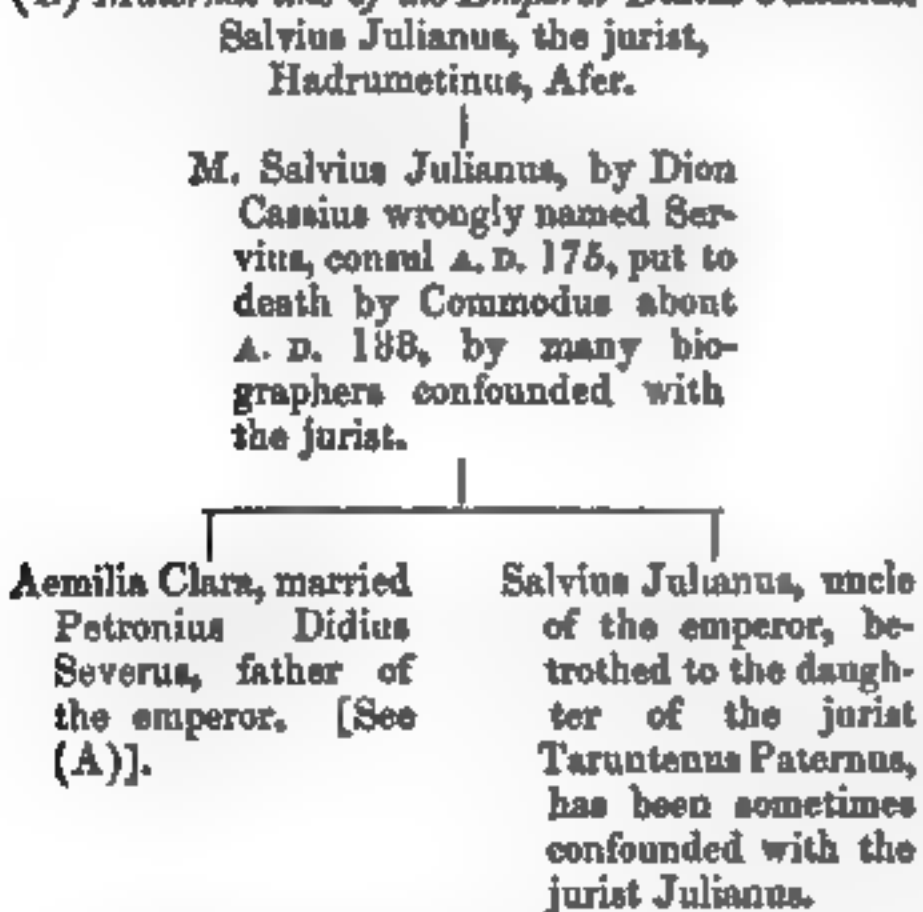 Salvius Julianus, the jurist,
Hadrumetinus, Afer.
M. Salvius Julianus, by Dion
Cassius wrongly named Ser-
vius, consul A. D. 175, put to
death by Commodus about
A. D. 183, by many bio-
graphers confounded with
the jurist.
Aemilia Clara, married
Petronius Didius
Severus, father of
the emperor. [See
(A)].
Salvius Julianus, uncle
of the emperor, be-
trothed to the daugh-
ter of the jurist
Taruntenus Paternus,
has been sometimes
confounded with the
jurist Julianus.